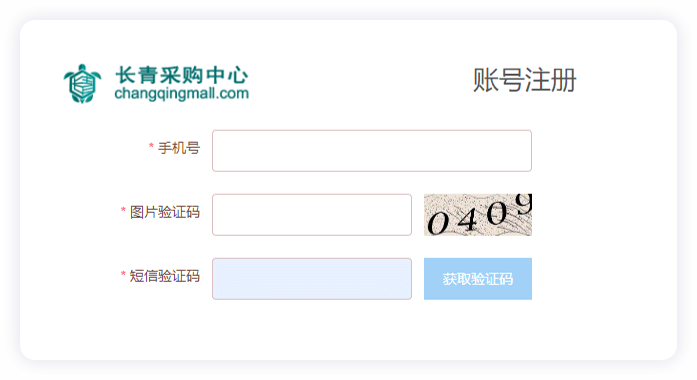 长青采购中心
changqingmall.com
账号注册
* 手机号
* 图片验证码
0409
* 短信验证码
获取验证码